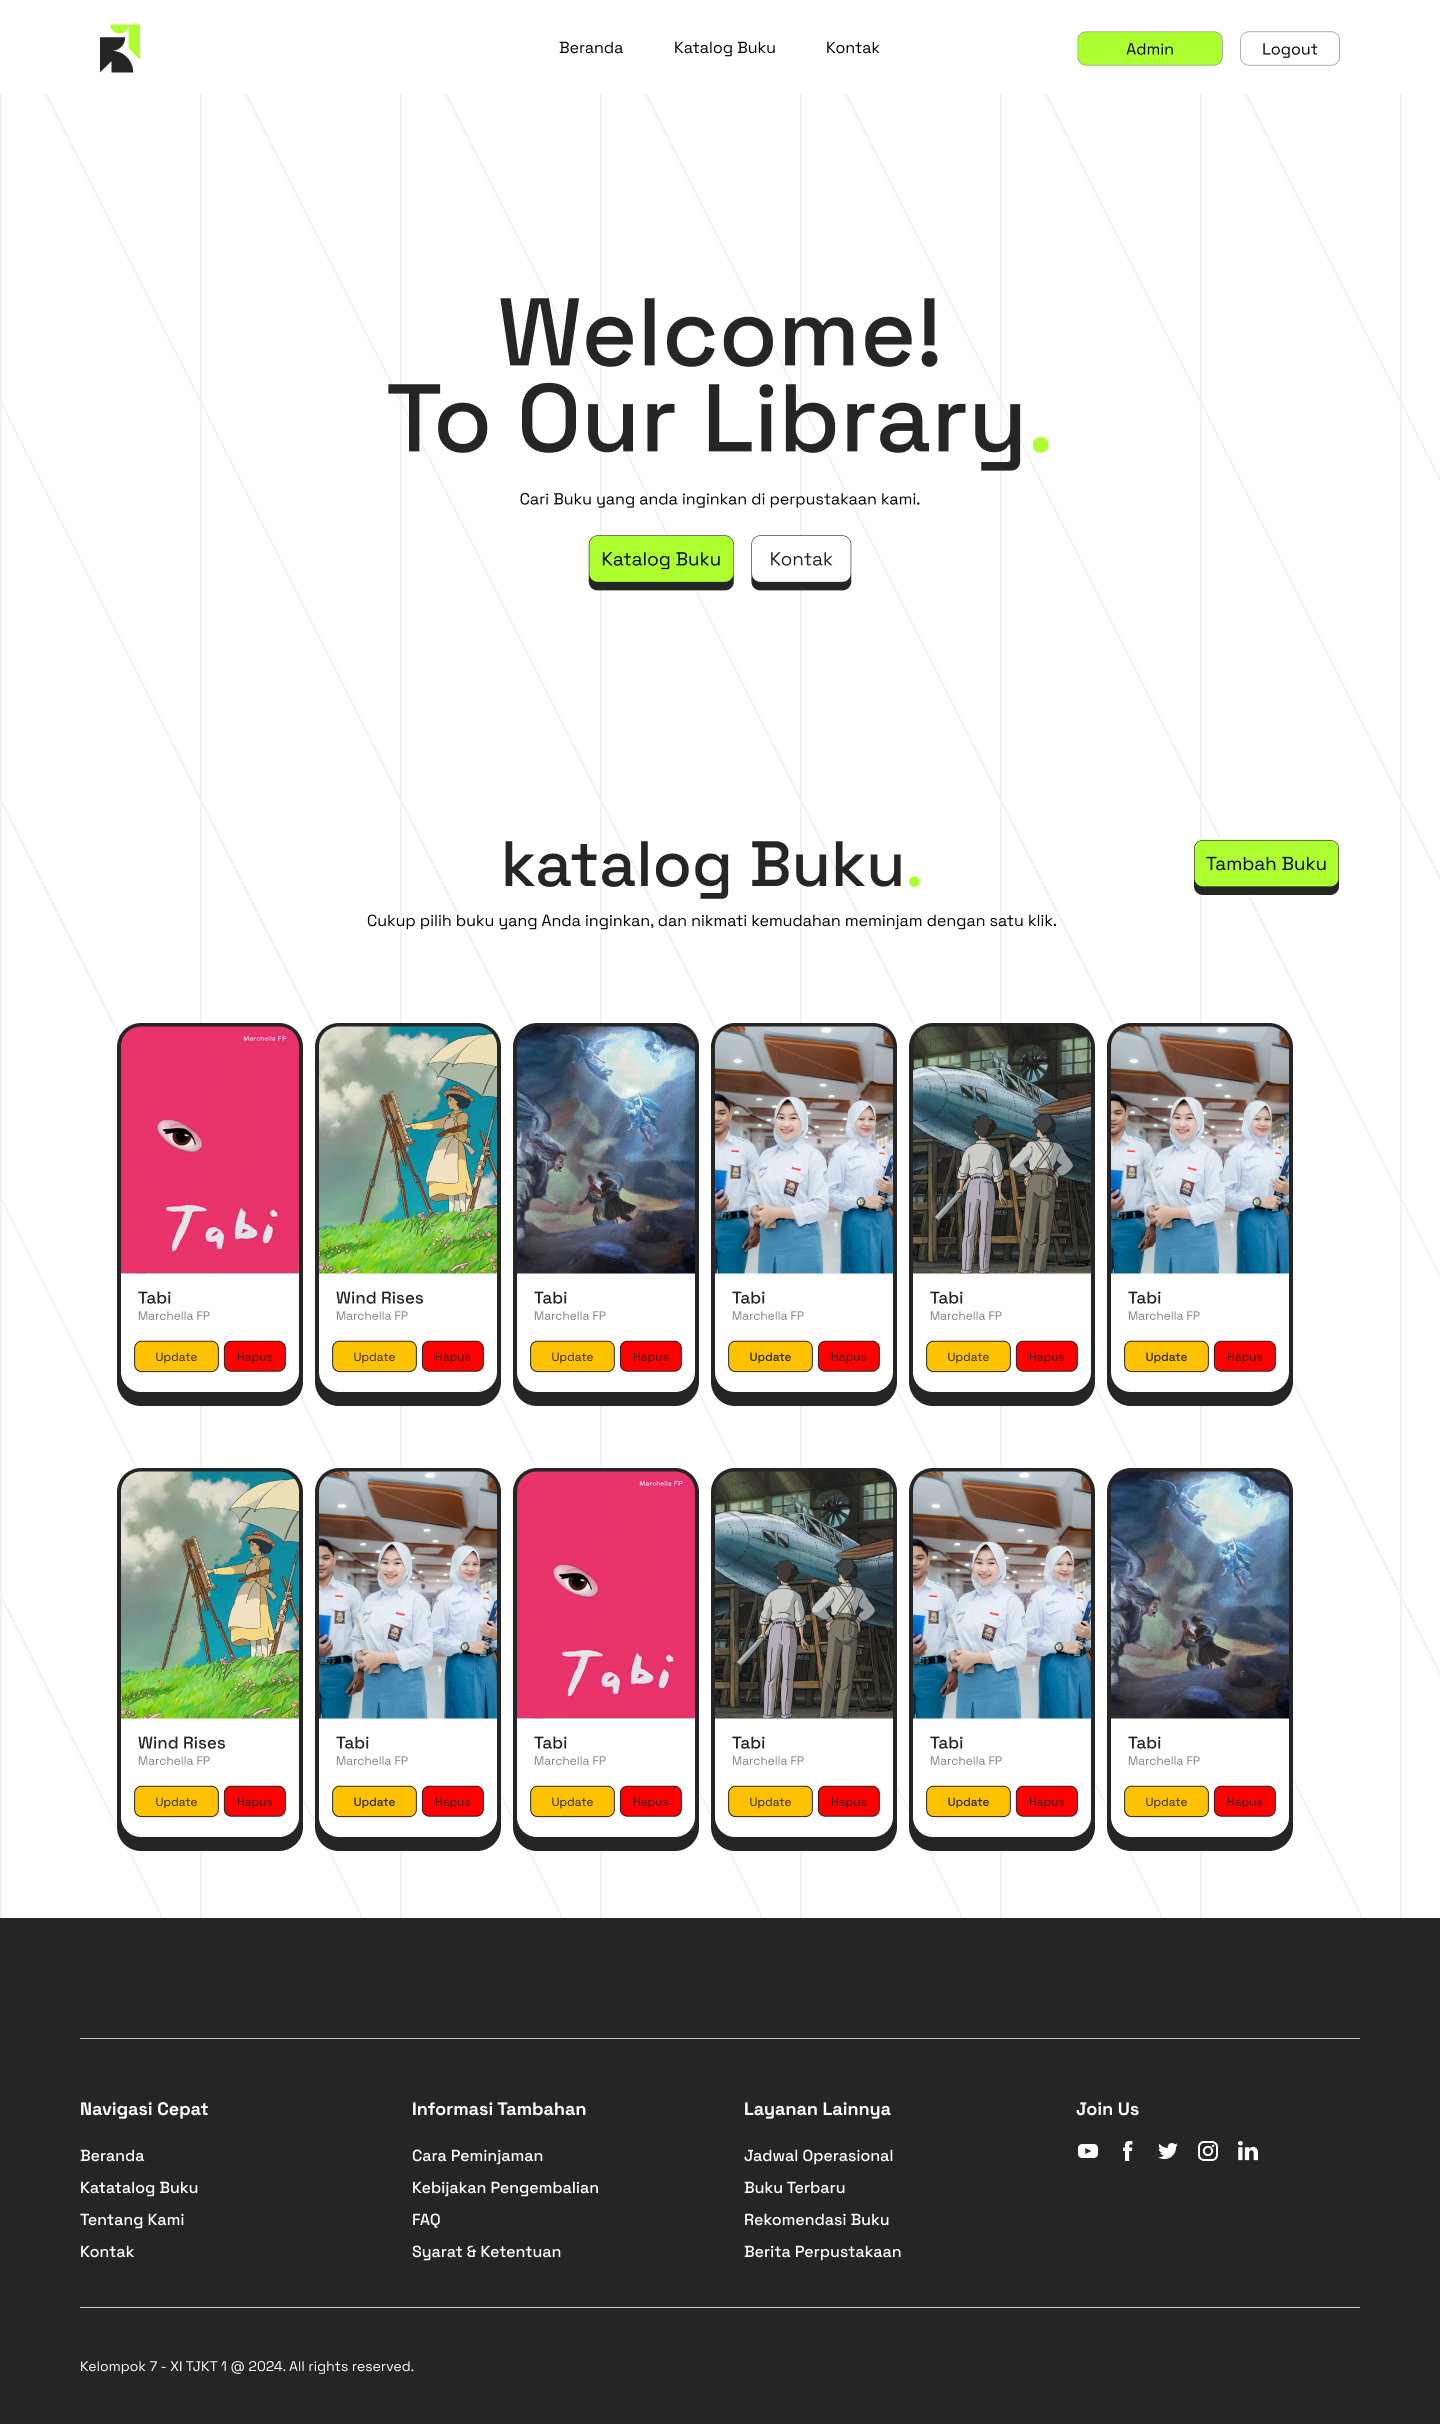 Beranda Katalog Buku Kontak Admin Logout
Welcome!
To Our Library.
Cari Buku yang anda inginkan di perpustakaan kami.
Katalog Buku Kontak
katalog Buku.
Tambah Buku
Cukup pilih buku yang Anda inginkan, dan nikmati kemudahan meminjam dengan satu klik.
Marchella FP
Tabi
Tabi Wind Rises Tabi Tabi Tabi Tabi
Marchella FP Marchella FP Marchella FP Marchella FP Marchella FP Marchella FP
Update Hapus Update Hapus Update Hapus Update Hapus Update Hapus Update Hapus
Marchella FP
Tabi
Wind Rises Tabi Tabi Tabi Tabi Tabi
Marchella FP Marchella FP Marchella FP Marchella FP Marchella FP Marchella FP
Update Hapus Update Hapus Update Hapus Update Hapus Update Hapus Update Hapus
Navigasi Cepat Informasi Tambahan Layanan Lainnya Join Us
Beranda Cara Peminjaman Jadwal Operasional
Katatalog Buku Kebijakan Pengembalian Buku Terbaru
Tentang Kami FAQ Rekomendasi Buku
Kontak Syarat & Ketentuan Berita Perpustakaan
Kelompok 7 - XI TJKT 1 @ 2024. All rights reserved.